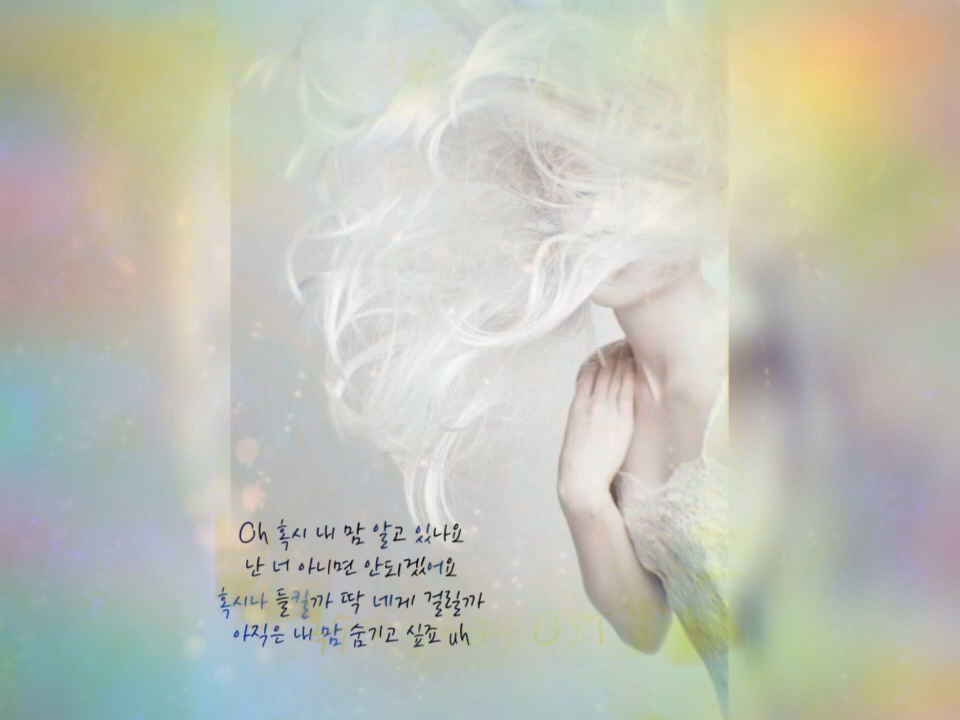 Oh 혹시 내 맘 알고 있나요
난 너 아니면 안되겠어요
혹시나 들킬까 딱 네게 걸릴까
아직은 내 맘 숨기고 싶죠 uh
OST